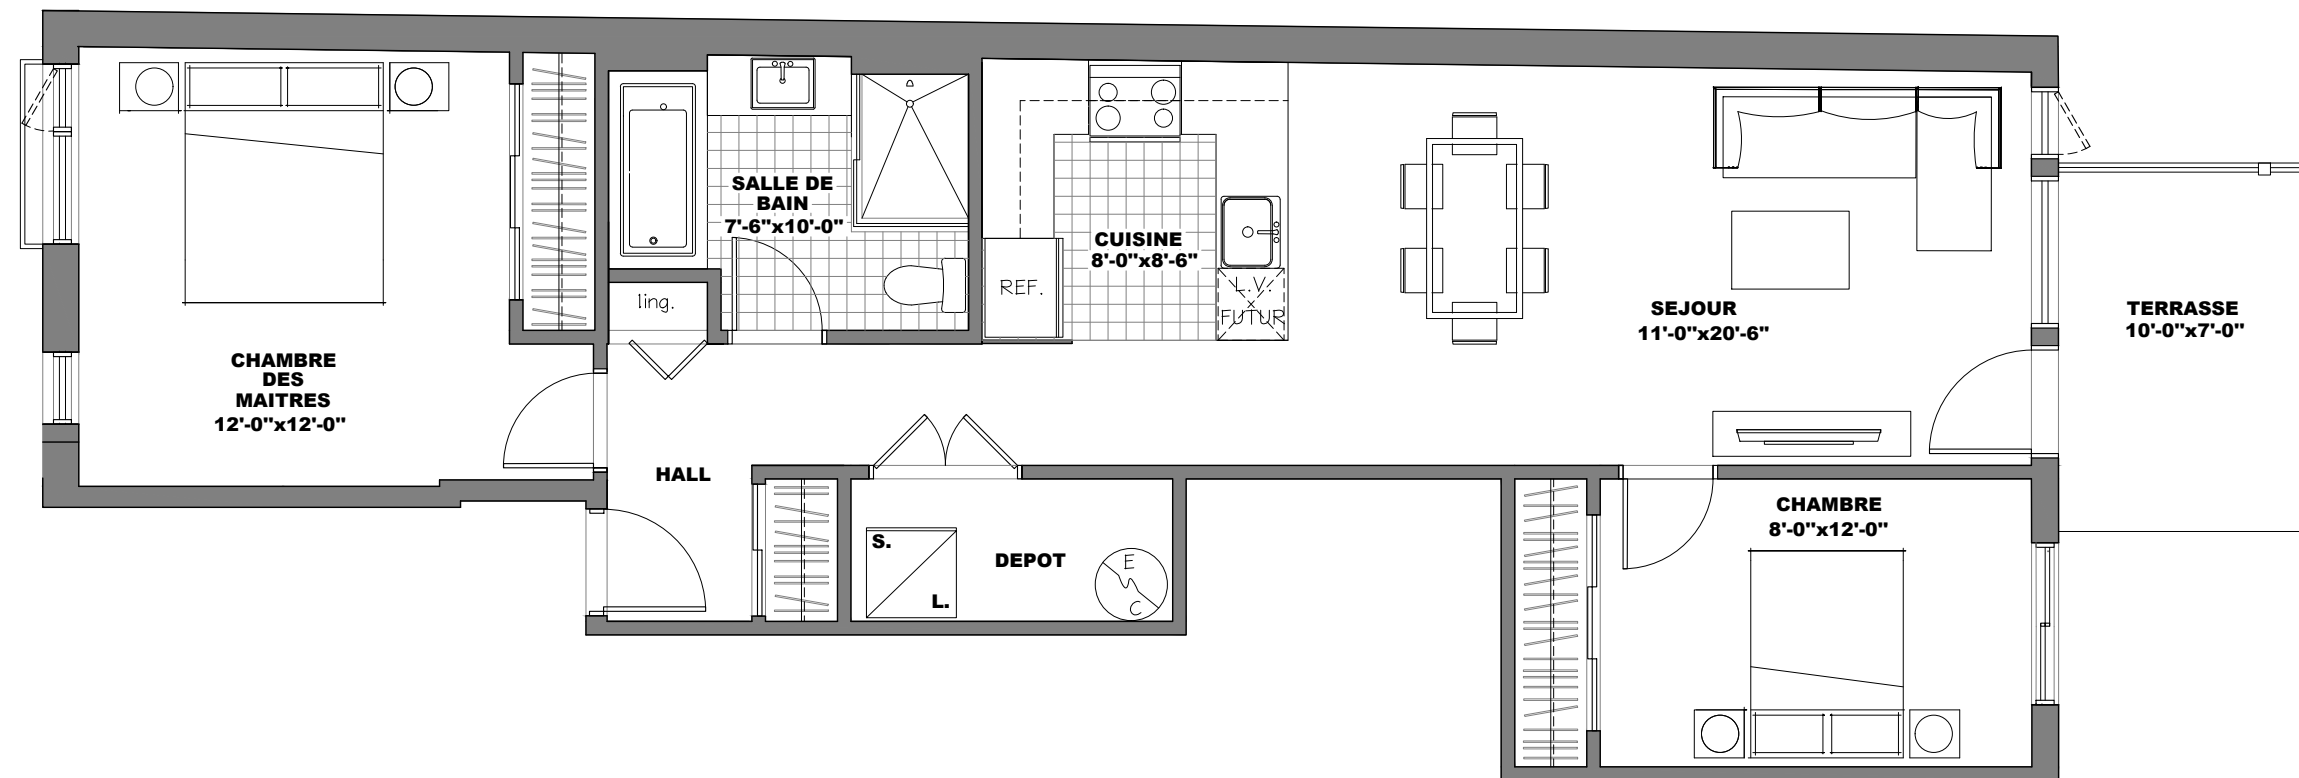 SALLE DE
BAIN
7'-6"x10'-0"
CUISINE
8'-0"x8'-6"
REF.
L.V.
FUTUR
ling.
SEJOUR
11'-0"x20'-6"
TERRASSE
10'-0"x7'-0"
CHAMBRE
DES
MAITRES
12'-0"x12'-0"
HALL
S.
L.
DEPOT
E
C
CHAMBRE
8'-0"x12'-0"